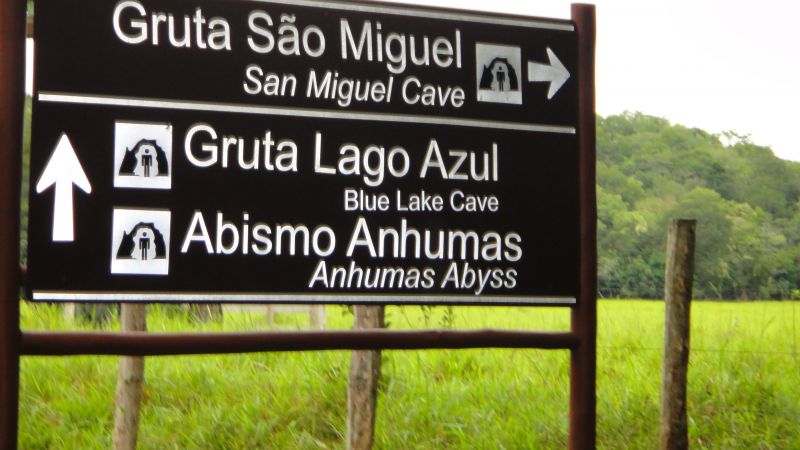 Gruta São Miguel
San Miguel Cave
Gruta Lago Azul
Blue Lake Cave
Abismo Anhumas
Anhumas Abyss